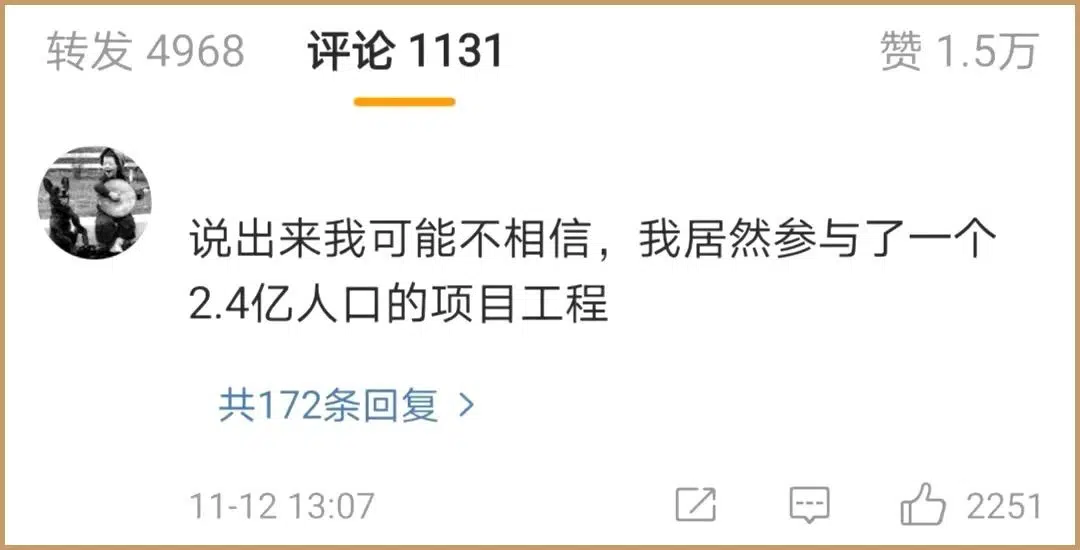 转发 4968 评论 1131 赞 1.5万
说出来我可能不相信，我居然参与了一个
2.4亿人口的项目工程
共172条回复 >
11-12 13:07 2251